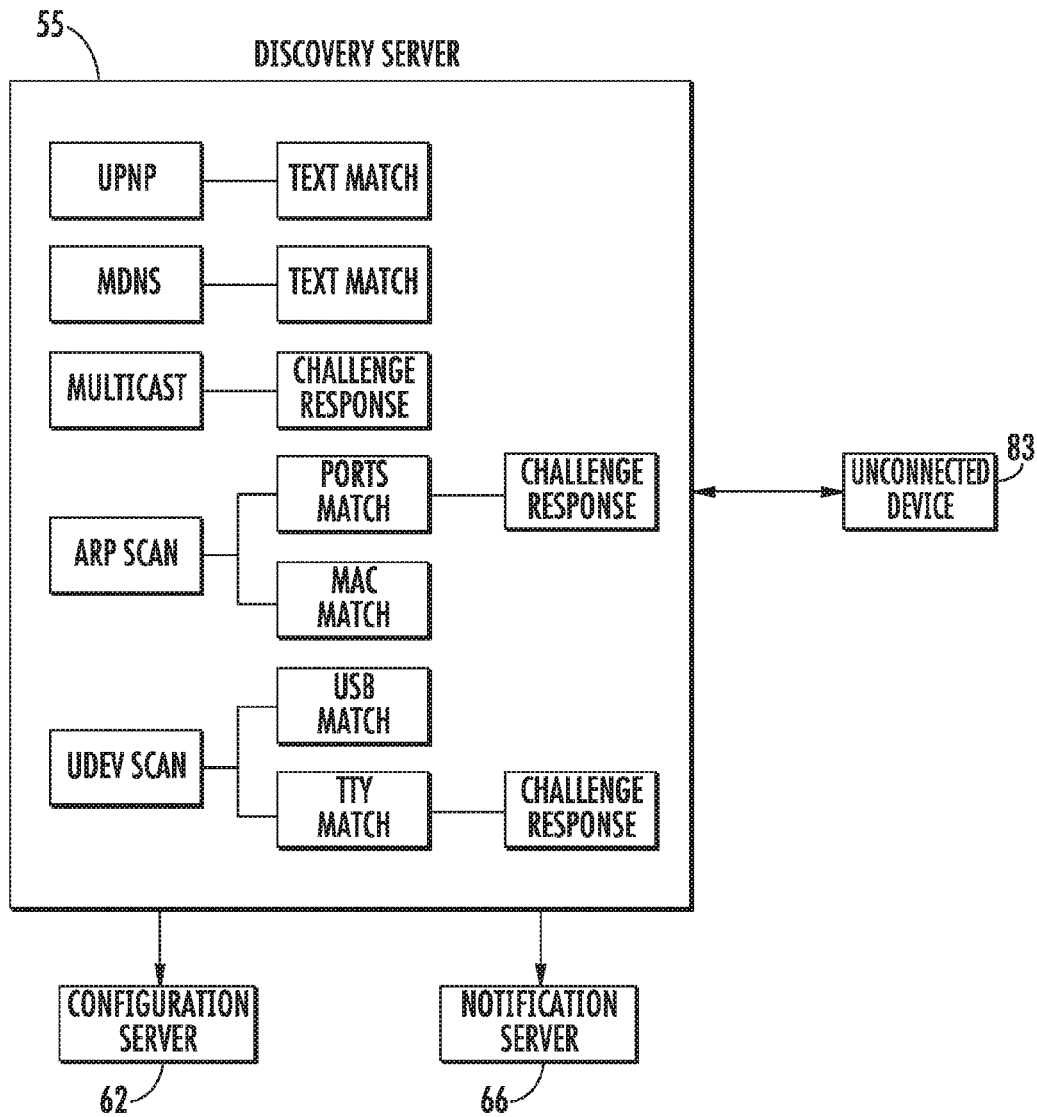 55
DISCOVERY SERVER
UPNP
TEXT MATCH
MDNS
TEXT MATCH
MULTICAST
CHALLENGE
RESPONSE
ARP SCAN
PORTS
MATCH
CHALLENGE
RESPONSE
MAC
MATCH
UDEV SCAN
USB
MATCH
TTY
MATCH
CHALLENGE
RESPONSE
UNCONNECTED
DEVICE
83
CONFIGURATION
SERVER
62
NOTIFICATION
SERVER
66